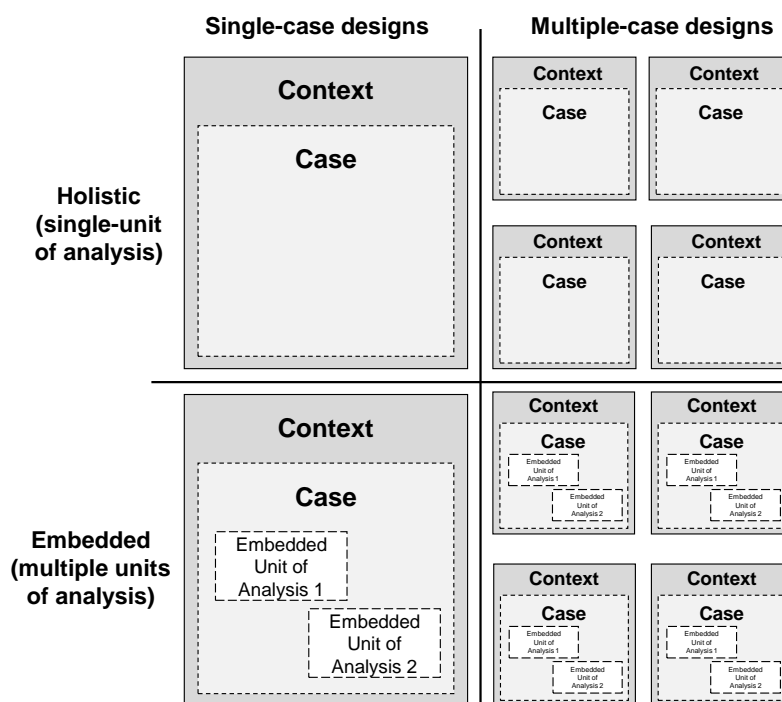 Single-case designs
Multiple-case designs
Holistic
(single-unit
of analysis)
Context
Case
Context
Case
Context
Case
Context
Case
Context
Case
Embedded
(multiple units
of analysis)
Context
Case
Embedded
Unit of
Analysis 1
Embedded
Unit of
Analysis 2
Context
Case
Embedded
Unit of
Analysis 1
Embedded
Unit of
Analysis 2
Context
Case
Embedded
Unit of
Analysis 1
Embedded
Unit of
Analysis 2
Context
Case
Embedded
Unit of
Analysis 1
Embedded
Unit of
Analysis 2
Context
Case
Embedded
Unit of
Analysis 1
Embedded
Unit of
Analysis 2